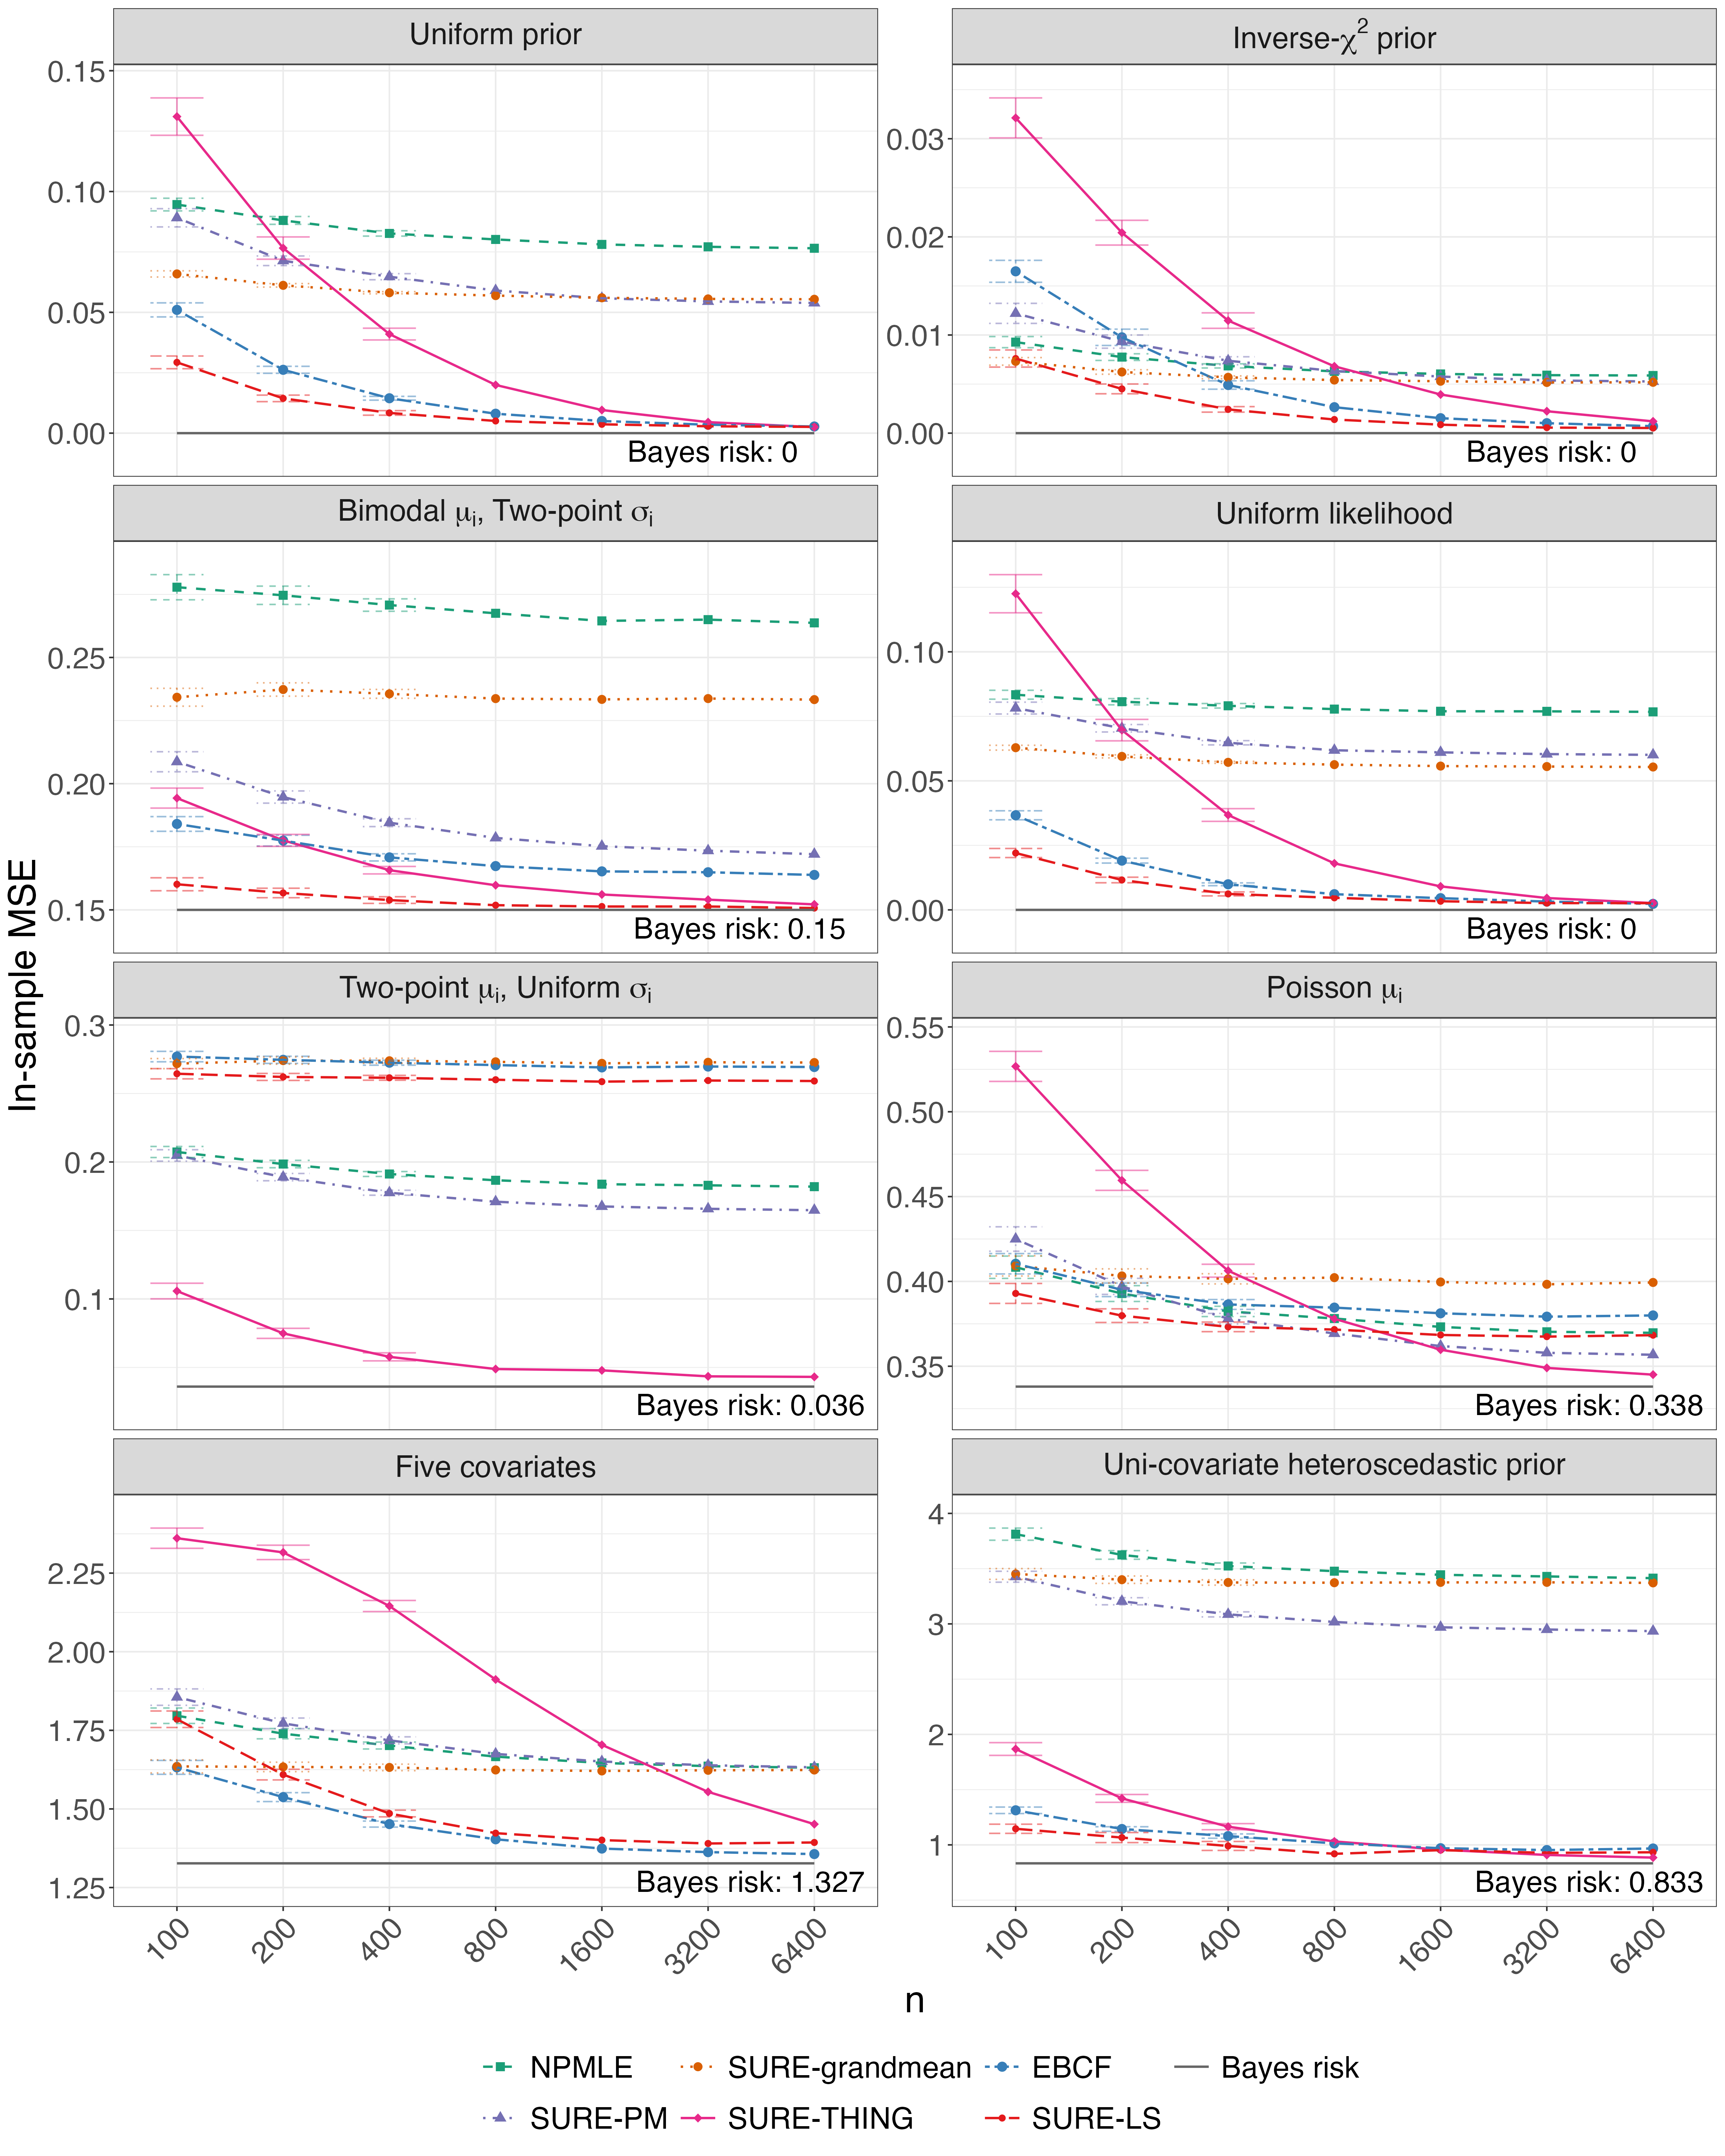 Uniform prior
Inverse-χ² prior
0.15
0.10
0.05
0.00
0.03
0.02
0.01
0.00
Bayes risk: 0
Bayes risk: 0
Bimodal μi, Two-point σi
Uniform likelihood
0.25
0.20
0.15
0.10
0.05
0.00
Bayes risk: 0.15
Bayes risk: 0
Two-point μi, Uniform σi
Poisson μi
0.3
0.2
0.1
0.55
0.50
0.45
0.40
0.35
Bayes risk: 0.036
Bayes risk: 0.338
Five covariates
Uni-covariate heteroscedastic prior
2.25
2.00
1.75
1.50
1.25
4
3
2
1
Bayes risk: 1.327
Bayes risk: 0.833
In-sample MSE
100 200 400 800 1600 3200 6400
100 200 400 800 1600 3200 6400
n
NPMLE SURE-grandmean EBCF Bayes risk
SURE-PM SURE-THING SURE-LS